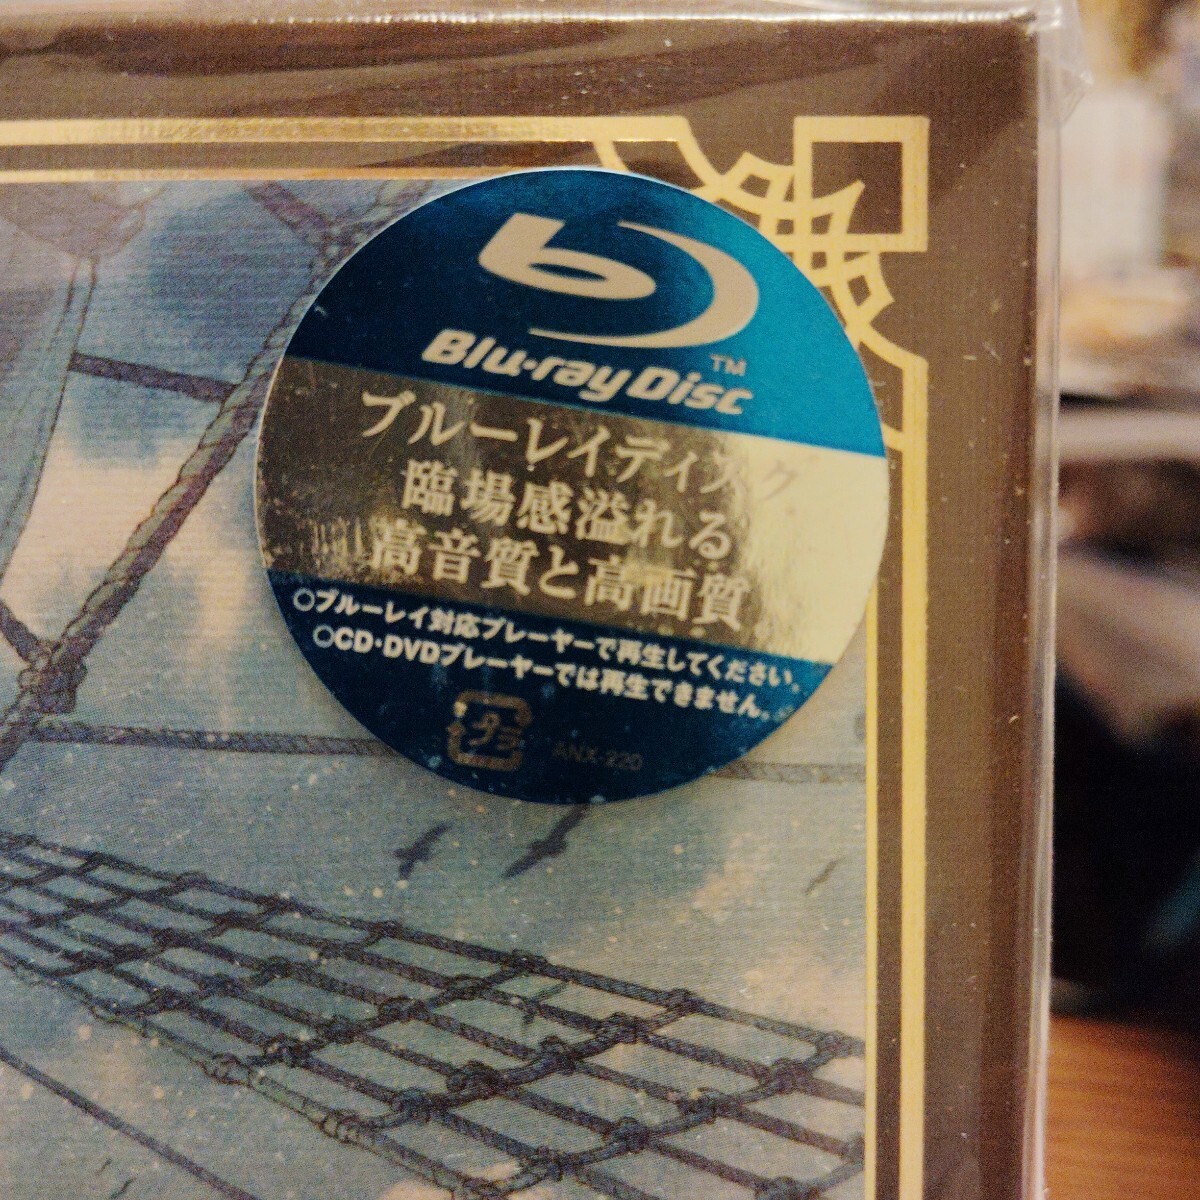 Blu-ray Disc
TM
ブルーレイディスク
臨場感溢れる
高音質と高画質
○ブルーレイ対応プレーヤーで再生してください。
○CD・DVDプレーヤーでは再生できません。
プラ
ANX-220